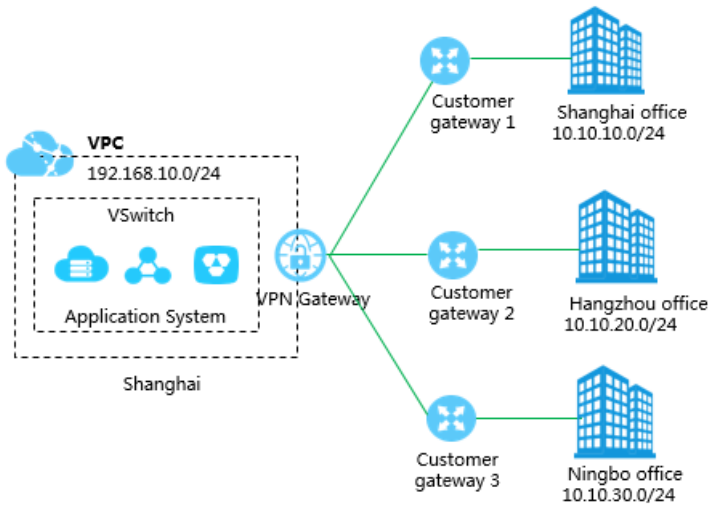 VPC
192.168.10.0/24
VSwitch
Application System
Shanghai
VPN Gateway
Customer
gateway 1
Shanghai office
10.10.10.0/24
Customer
gateway 2
Hangzhou office
10.10.20.0/24
Customer
gateway 3
Ningbo office
10.10.30.0/24